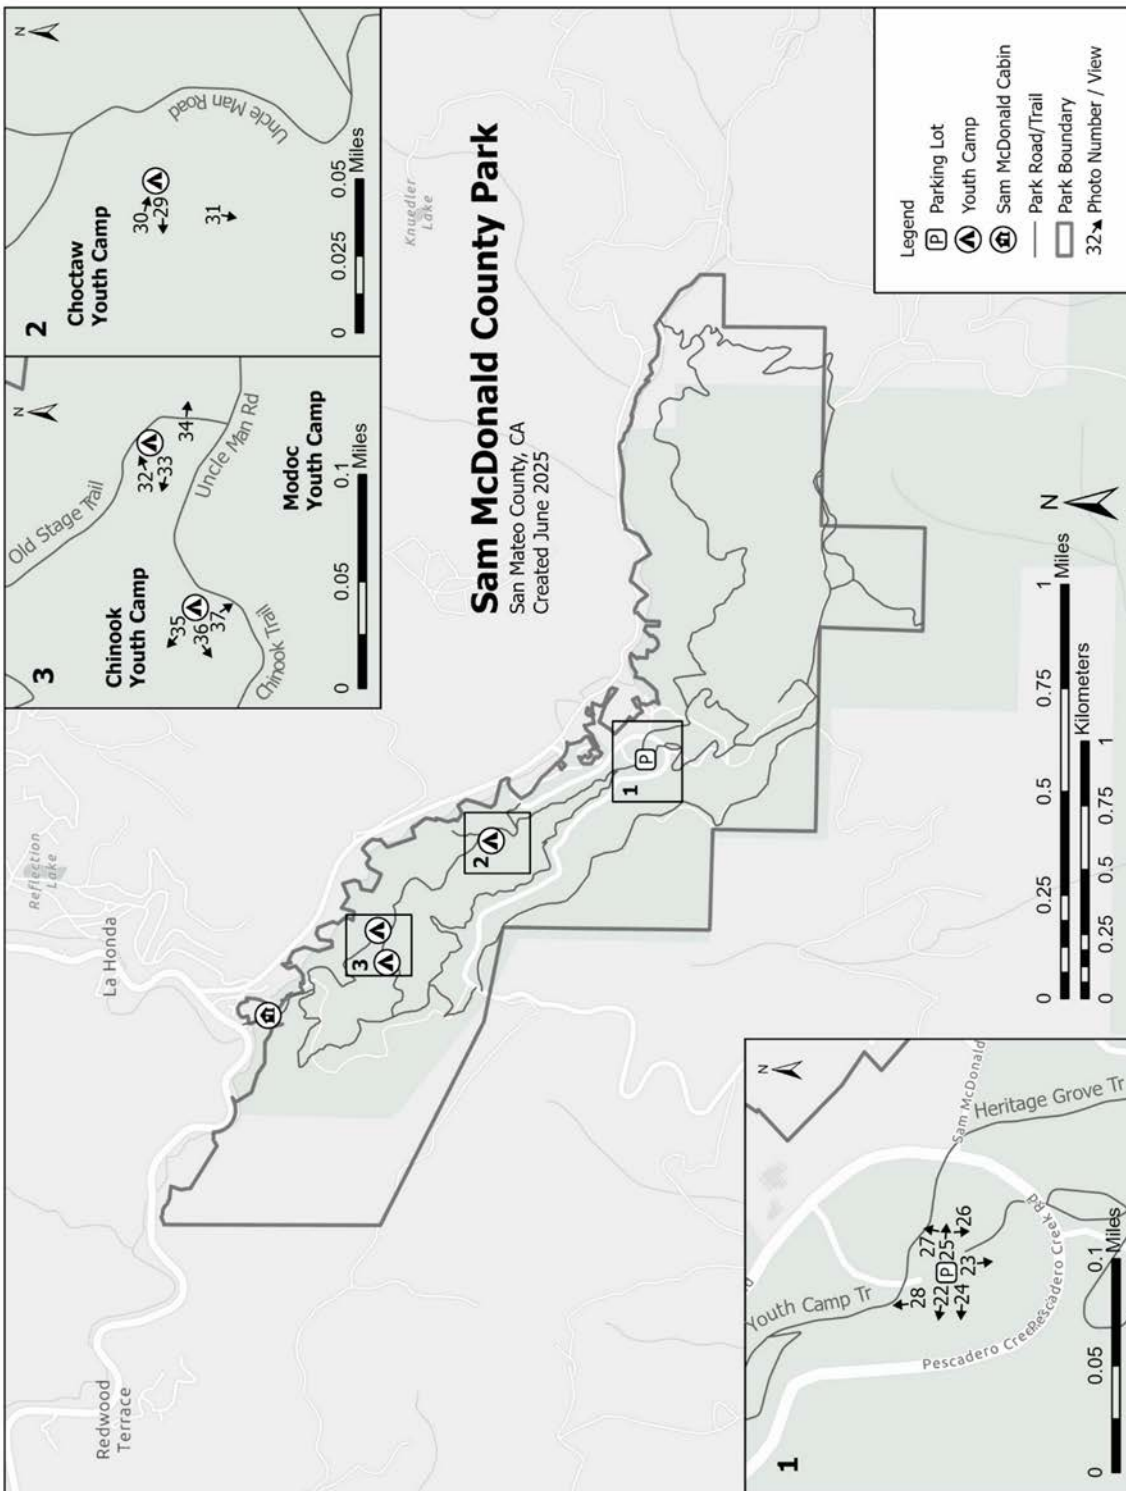 Sam McDonald County Park
San Mateo County, CA
Created June 2025
Redwood
Terrace
La Honda
Reflection
Lake
Knuedler
Lake
3
2
1
P
3
N
Old Stage Trail
Chinook
Youth Camp
35
36
37
32
33
34
Uncle Man Rd
Chinook Trail
Modoc
Youth Camp
0 0.05 0.1
Miles
2
N
Choctaw
Youth Camp
30
29
31
Uncle Man Road
0 0.025 0.05
Miles
1
N
Youth Camp Tr
28
22
24
P
27
25
26
23
Sam McDonald
Heritage Grove Tr
Pescadero Creek
Pescadero Creek Rd
0 0.05 0.1
Miles
0 0.25 0.5 0.75 1
Miles
Kilometers
0 0.25 0.5 0.75 1
N
Legend
P Parking Lot
Youth Camp
Sam McDonald Cabin
Park Road/Trail
Park Boundary
32 Photo Number / View